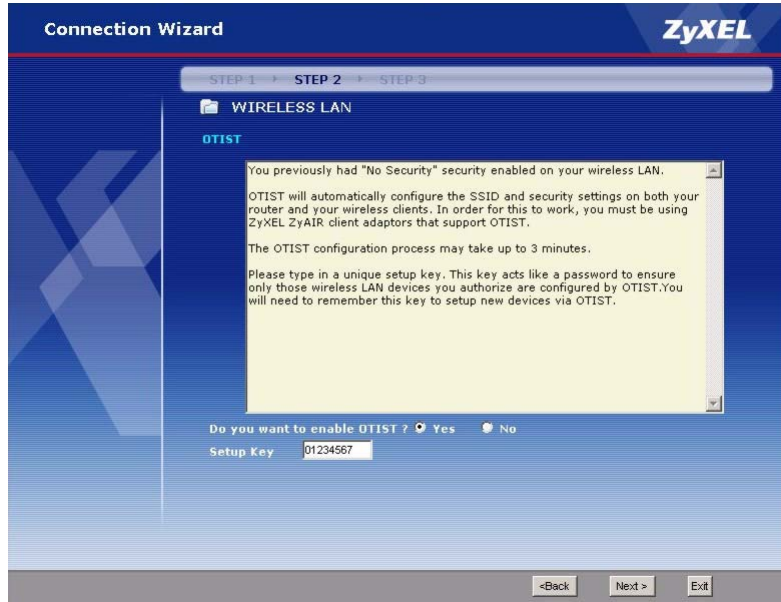 Connection Wizard
ZyXEL
STEP 1 STEP 2 STEP 3
WIRELESS LAN
OTIST
You previously had "No Security" security enabled on your wireless LAN.
OTIST will automatically configure the SSID and security settings on both your
router and your wireless clients. In order for this to work, you must be using
ZyXEL ZyAIR client adaptors that support OTIST.
The OTIST configuration process may take up to 3 minutes.
Please type in a unique setup key. This key acts like a password to ensure
only those wireless LAN devices you authorize are configured by OTIST.You
will need to remember this key to setup new devices via OTIST.
Do you want to enable OTIST ? Yes No
Setup Key 01234567
<Back Next > Exit